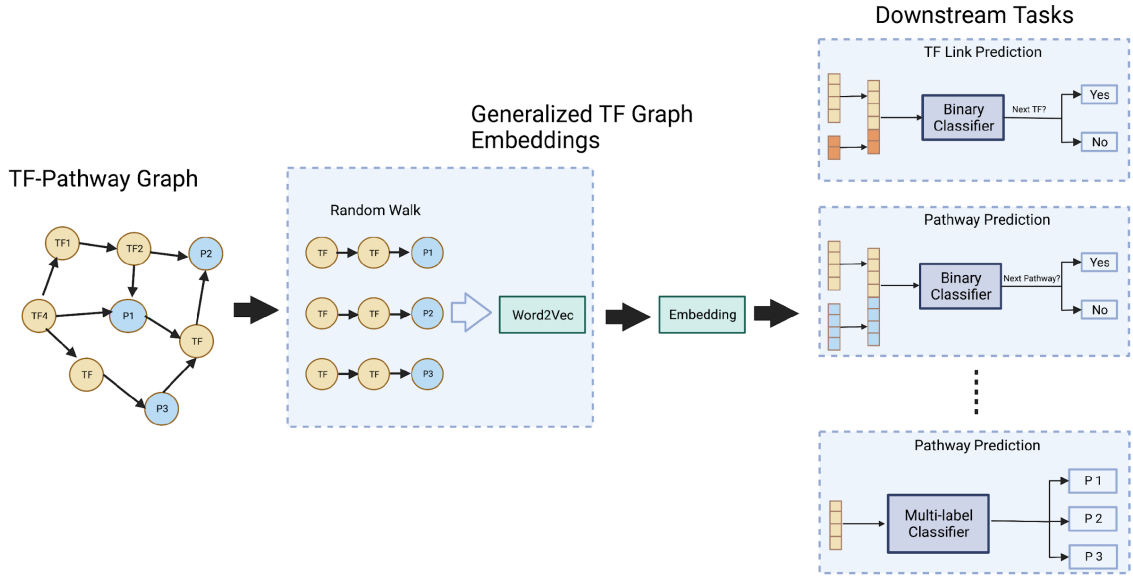 TF-Pathway Graph
TF1
TF2
P2
TF4
P1
TF
TF
P3
Generalized TF Graph
Embeddings
Random Walk
TF
TF
P1
TF
TF
P2
TF
TF
P3
Word2Vec
Embedding
Downstream Tasks
TF Link Prediction
Binary
Classifier
Next TF?
Yes
No
Pathway Prediction
Binary
Classifier
Next Pathway?
Yes
No
Pathway Prediction
Multi-label
Classifier
P 1
P 2
P 3